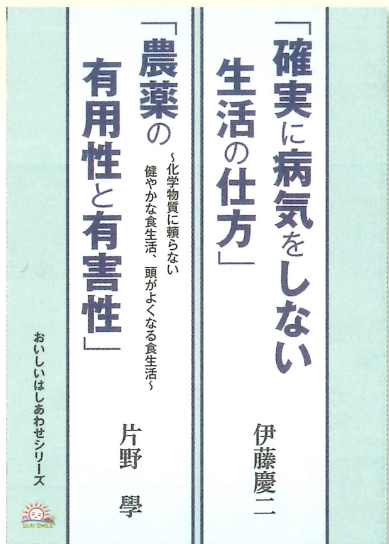 「確実に病気をしない
生活の仕方」
伊藤慶二
「農薬の
～化学物質に頼らない
健やかな食生活、頭がよくなる食生活～
有用性と有害性」
片野 學
おいしいはしあわせシリーズ
SUN SMILE